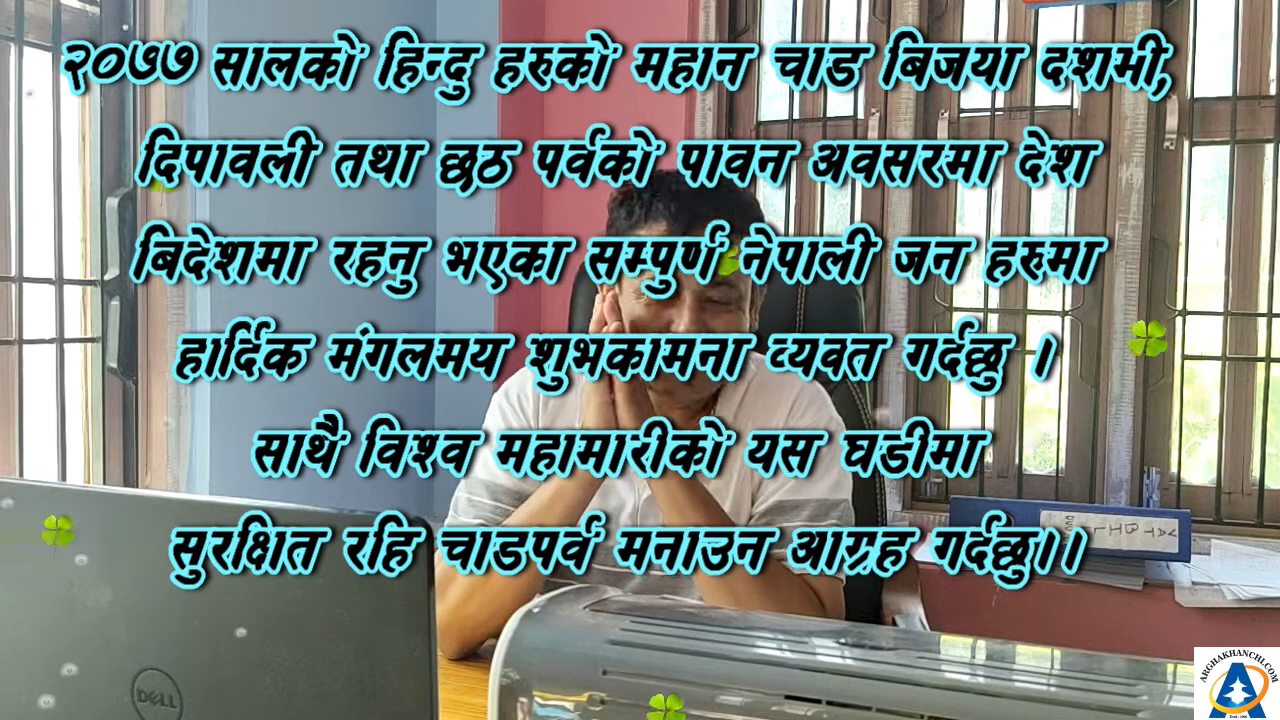 २०७७ सालको हिन्दु हरुको महान चाड बिजया दशमी,
दिपावली तथा छठ पर्वको पावन अवसरमा देश
बिदेशमा रहनु भएका सम्पुर्ण नेपाली जन हरुमा
हार्दिक मंगलमय शुभकामना व्यवत गर्दछु ।
साथै विश्व महामारीको यस घडीमा
सुरक्षित रहि चाडपर्व मनाउन आग्रह गर्दछु।।
VAT BIL
DELL
ARGHAKHANCHI.COM